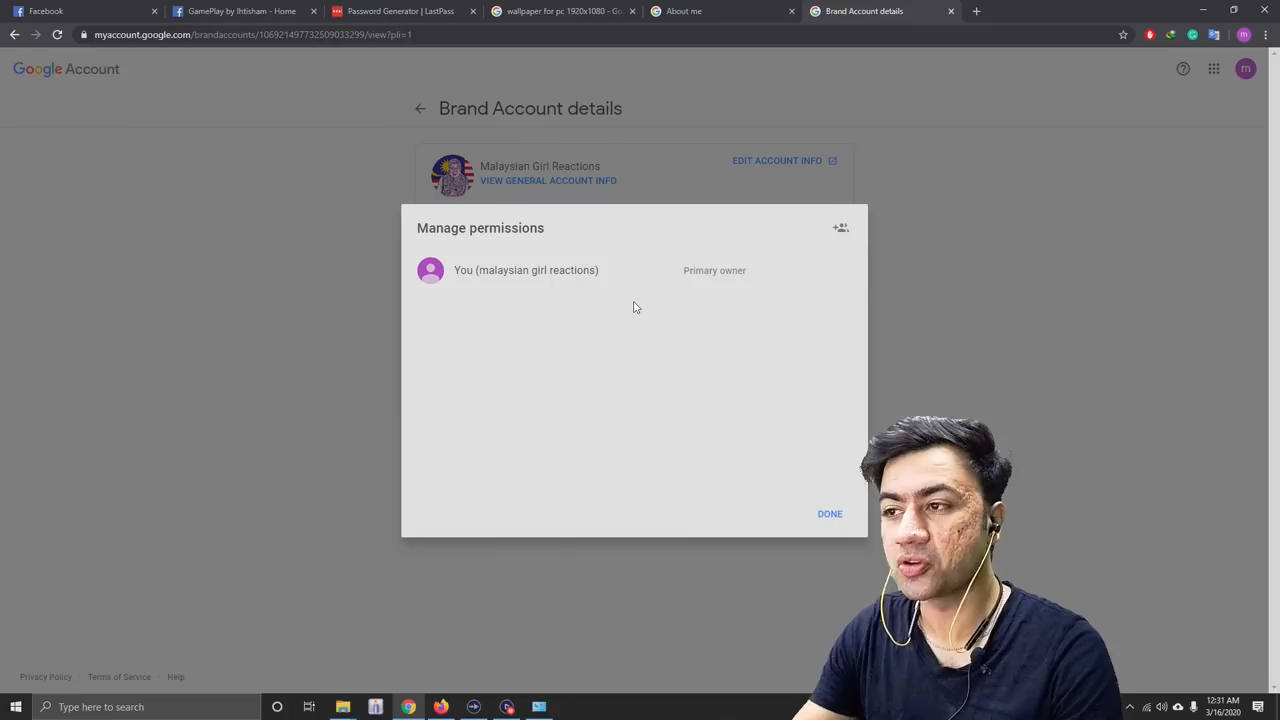 Facebook
GamePlay by Ihtisham - Home
Password Generator | LastPass
wallpaper for pc 1920x1080 - Go
About me
Brand Account details
myaccount.google.com/brandaccounts/106921497732509033299/view?pli=1
m
Google Account
m
Brand Account details
Malaysian Girl Reactions
EDIT ACCOUNT INFO
VIEW GENERAL ACCOUNT INFO
Manage permissions
You (malaysian girl reactions)
Primary owner
DONE
Privacy Policy · Terms of Service · Help
Type here to search
12:31 AM
3/16/2020